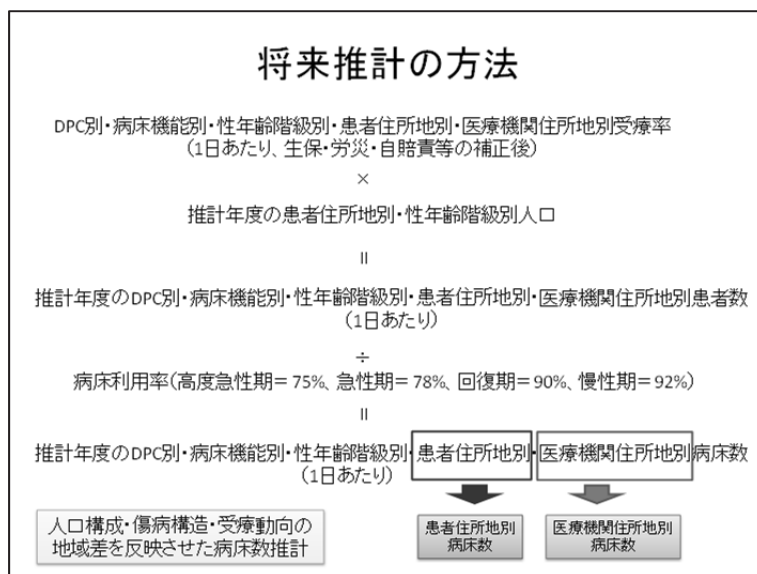 将来推計の方法
DPC別・病床機能別・性年齢階級別・患者住所地別・医療機関住所地別受療率
(1日あたり、生保・労災・自賠責等の補正後)
×
推計年度の患者住所地別・性年齢階級別人口
＝
推計年度のDPC別・病床機能別・性年齢階級別・患者住所地別・医療機関住所地別患者数
(1日あたり)
÷
病床利用率(高度急性期＝75%、急性期＝78%、回復期＝90%、慢性期＝92%)
＝
推計年度のDPC別・病床機能別・性年齢階級別・患者住所地別・医療機関住所地別病床数
(1日あたり)
人口構成・傷病構造・受療動向の
地域差を反映させた病床数推計
患者住所地別
病床数
医療機関住所地別
病床数